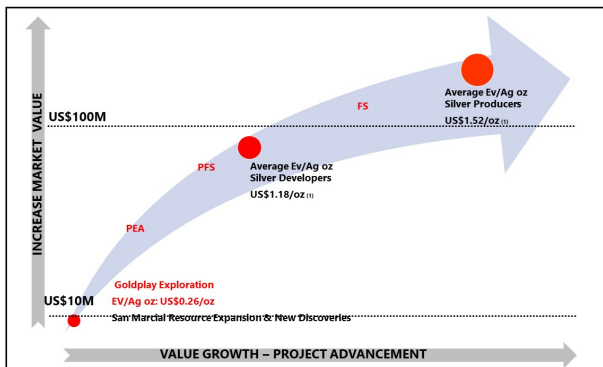 INCREASE MARKET VALUE
US$100M
US$10M
FS
Average Ev/Ag oz
Silver Producers
US$1.52/oz (1)
PFS
Average Ev/Ag oz
Silver Developers
US$1.18/oz (1)
PEA
Goldplay Exploration
EV/Ag oz: US$0.26/oz
San Marcial Resource Expansion & New Discoveries
VALUE GROWTH – PROJECT ADVANCEMENT